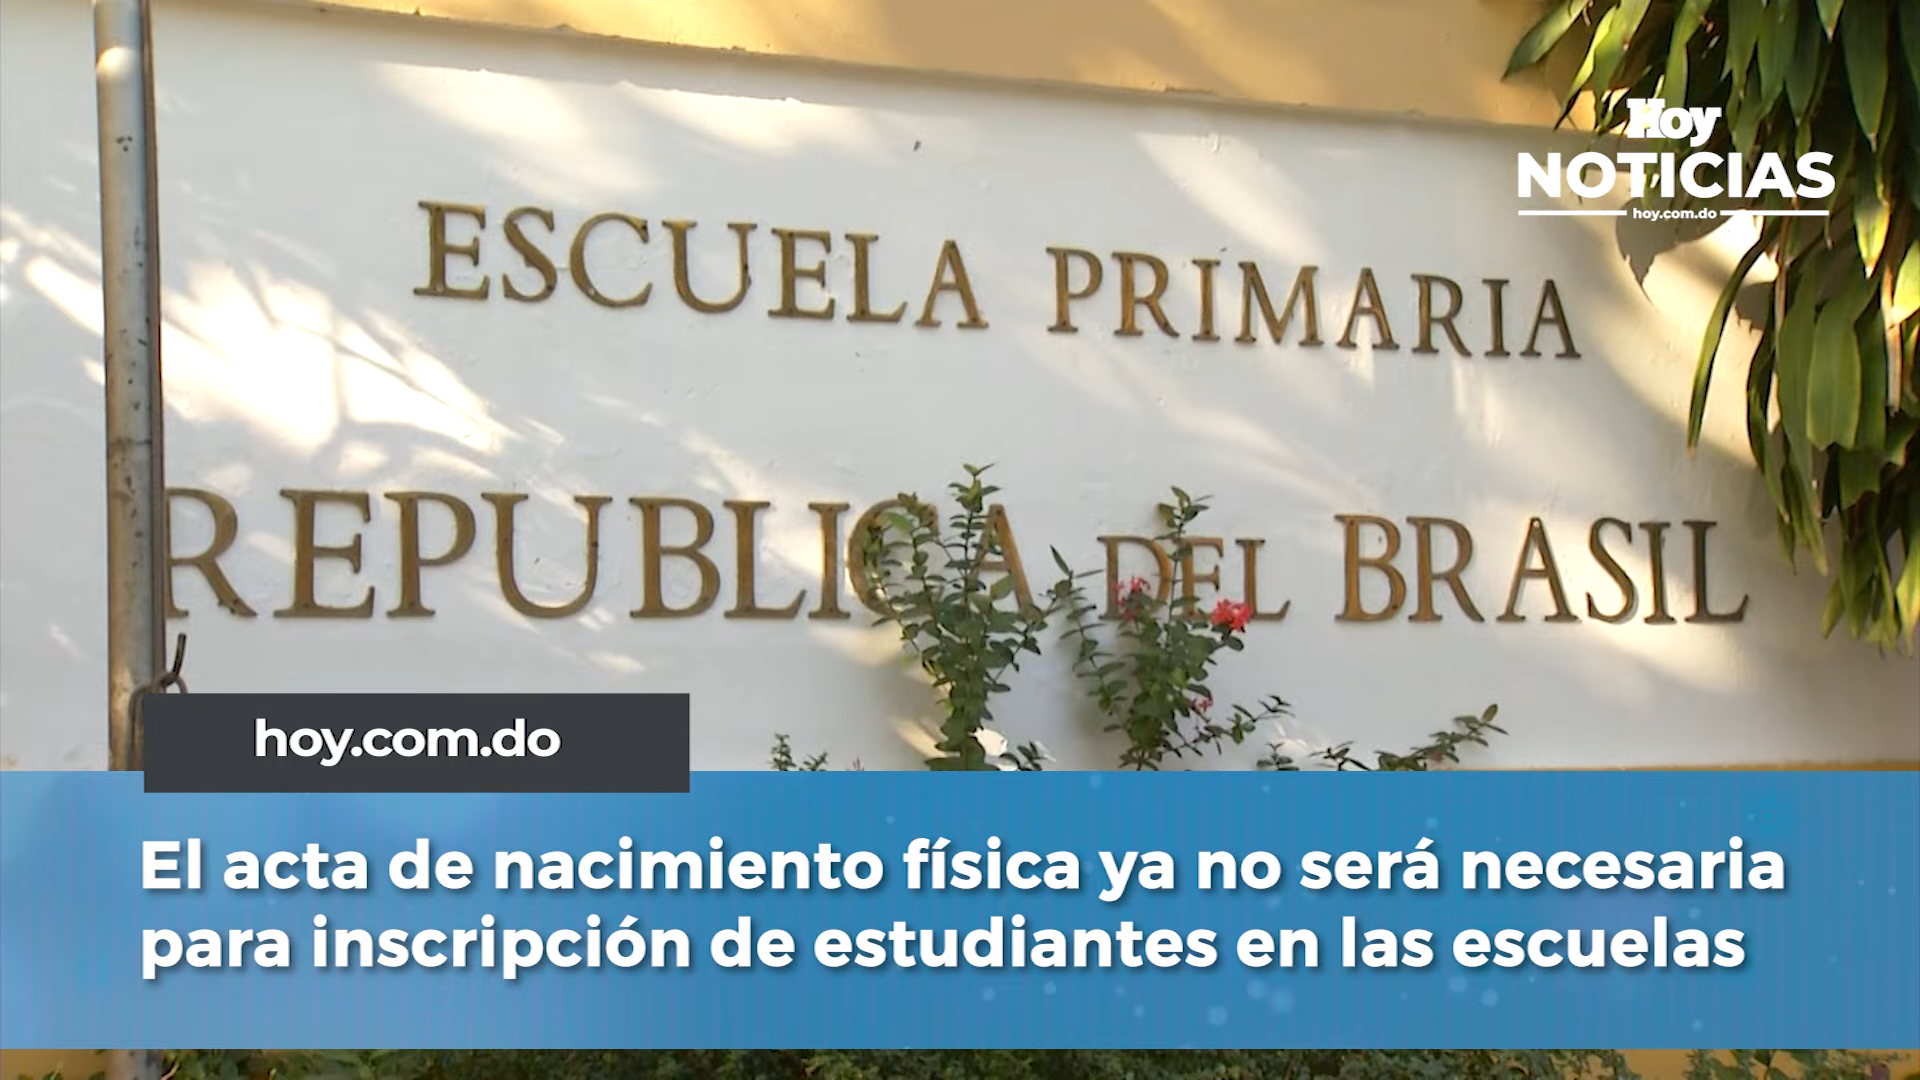 Hoy
NOTICIAS
hoy.com.do
ESCUELA PRIMARIA
REPUBLICA DEL BRASIL
hoy.com.do
El acta de nacimiento física ya no será necesaria
para inscripción de estudiantes en las escuelas